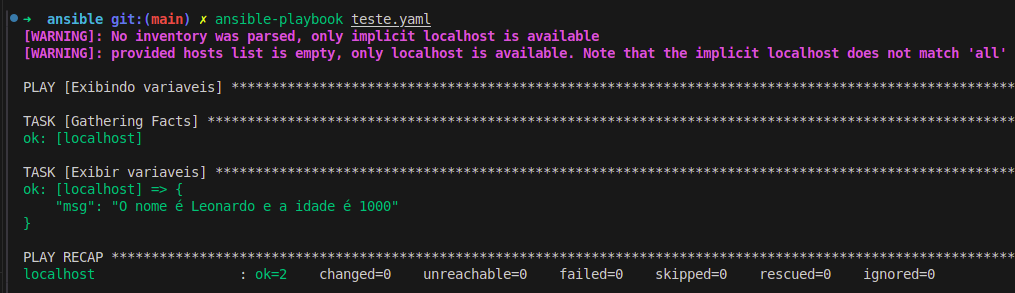 ➜ ansible git:(main) ✗ ansible-playbook teste.yaml
[WARNING]: No inventory was parsed, only implicit localhost is available
[WARNING]: provided hosts list is empty, only localhost is available. Note that the implicit localhost does not match 'all'
PLAY [Exibindo variaveis] ****************************************************************************************************
TASK [Gathering Facts] *******************************************************************************************************
ok: [localhost]
TASK [Exibir variaveis] ******************************************************************************************************
ok: [localhost] => {
    "msg": "O nome é Leonardo e a idade é 1000"
}
PLAY RECAP *******************************************************************************************************************
localhost                  : ok=2    changed=0    unreachable=0    failed=0    skipped=0    rescued=0    ignored=0